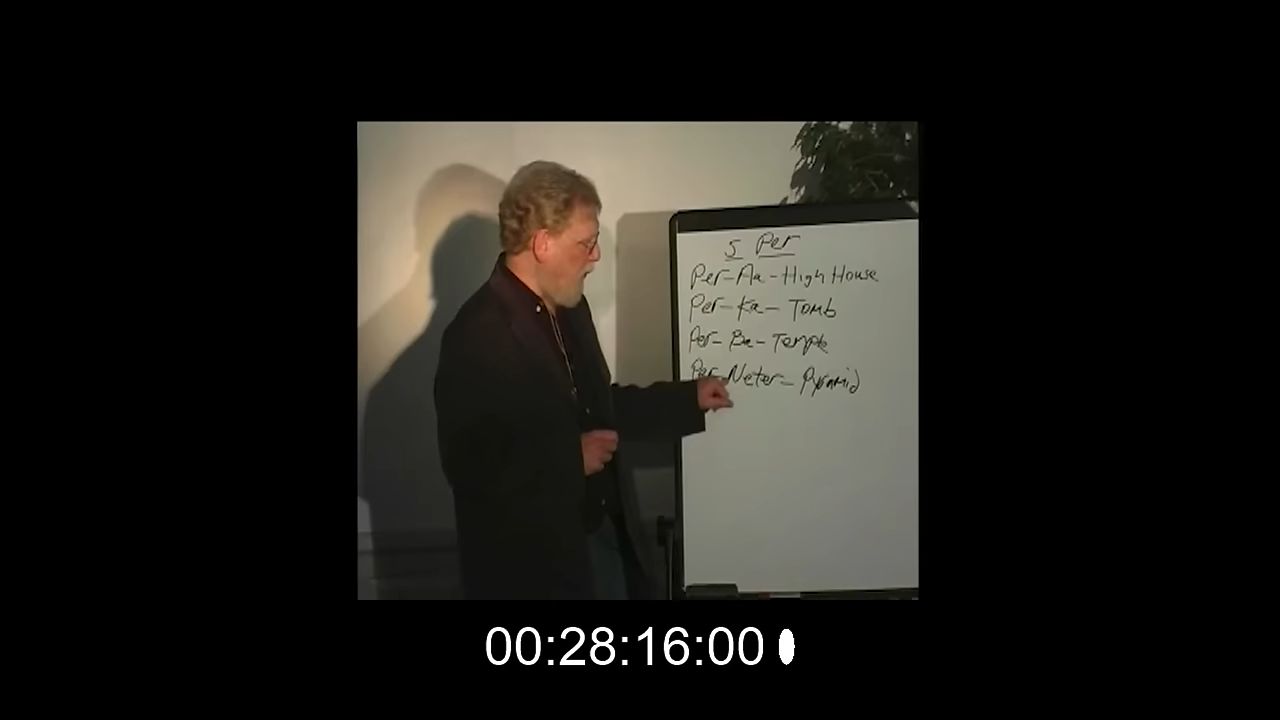 5 Per
Per-Aa-High House
Per-Ka-Tomb
Per-Ba-Temple
Per-Neter-Pyramid
00:28:16:00